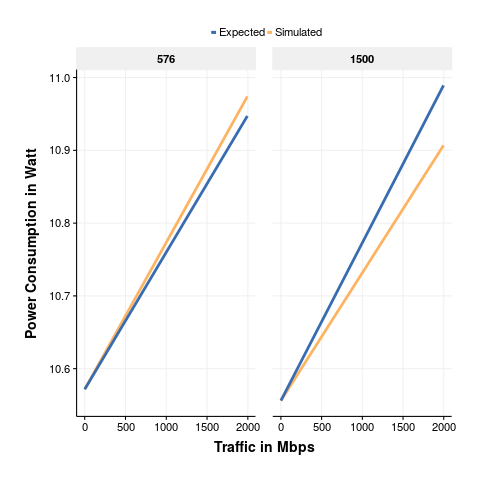 Expected Simulated
576 1500
11.0
10.9
10.8
10.7
10.6
Power Consumption in Watt
0 500 1000 1500 2000 0 500 1000 1500 2000
Traffic in Mbps